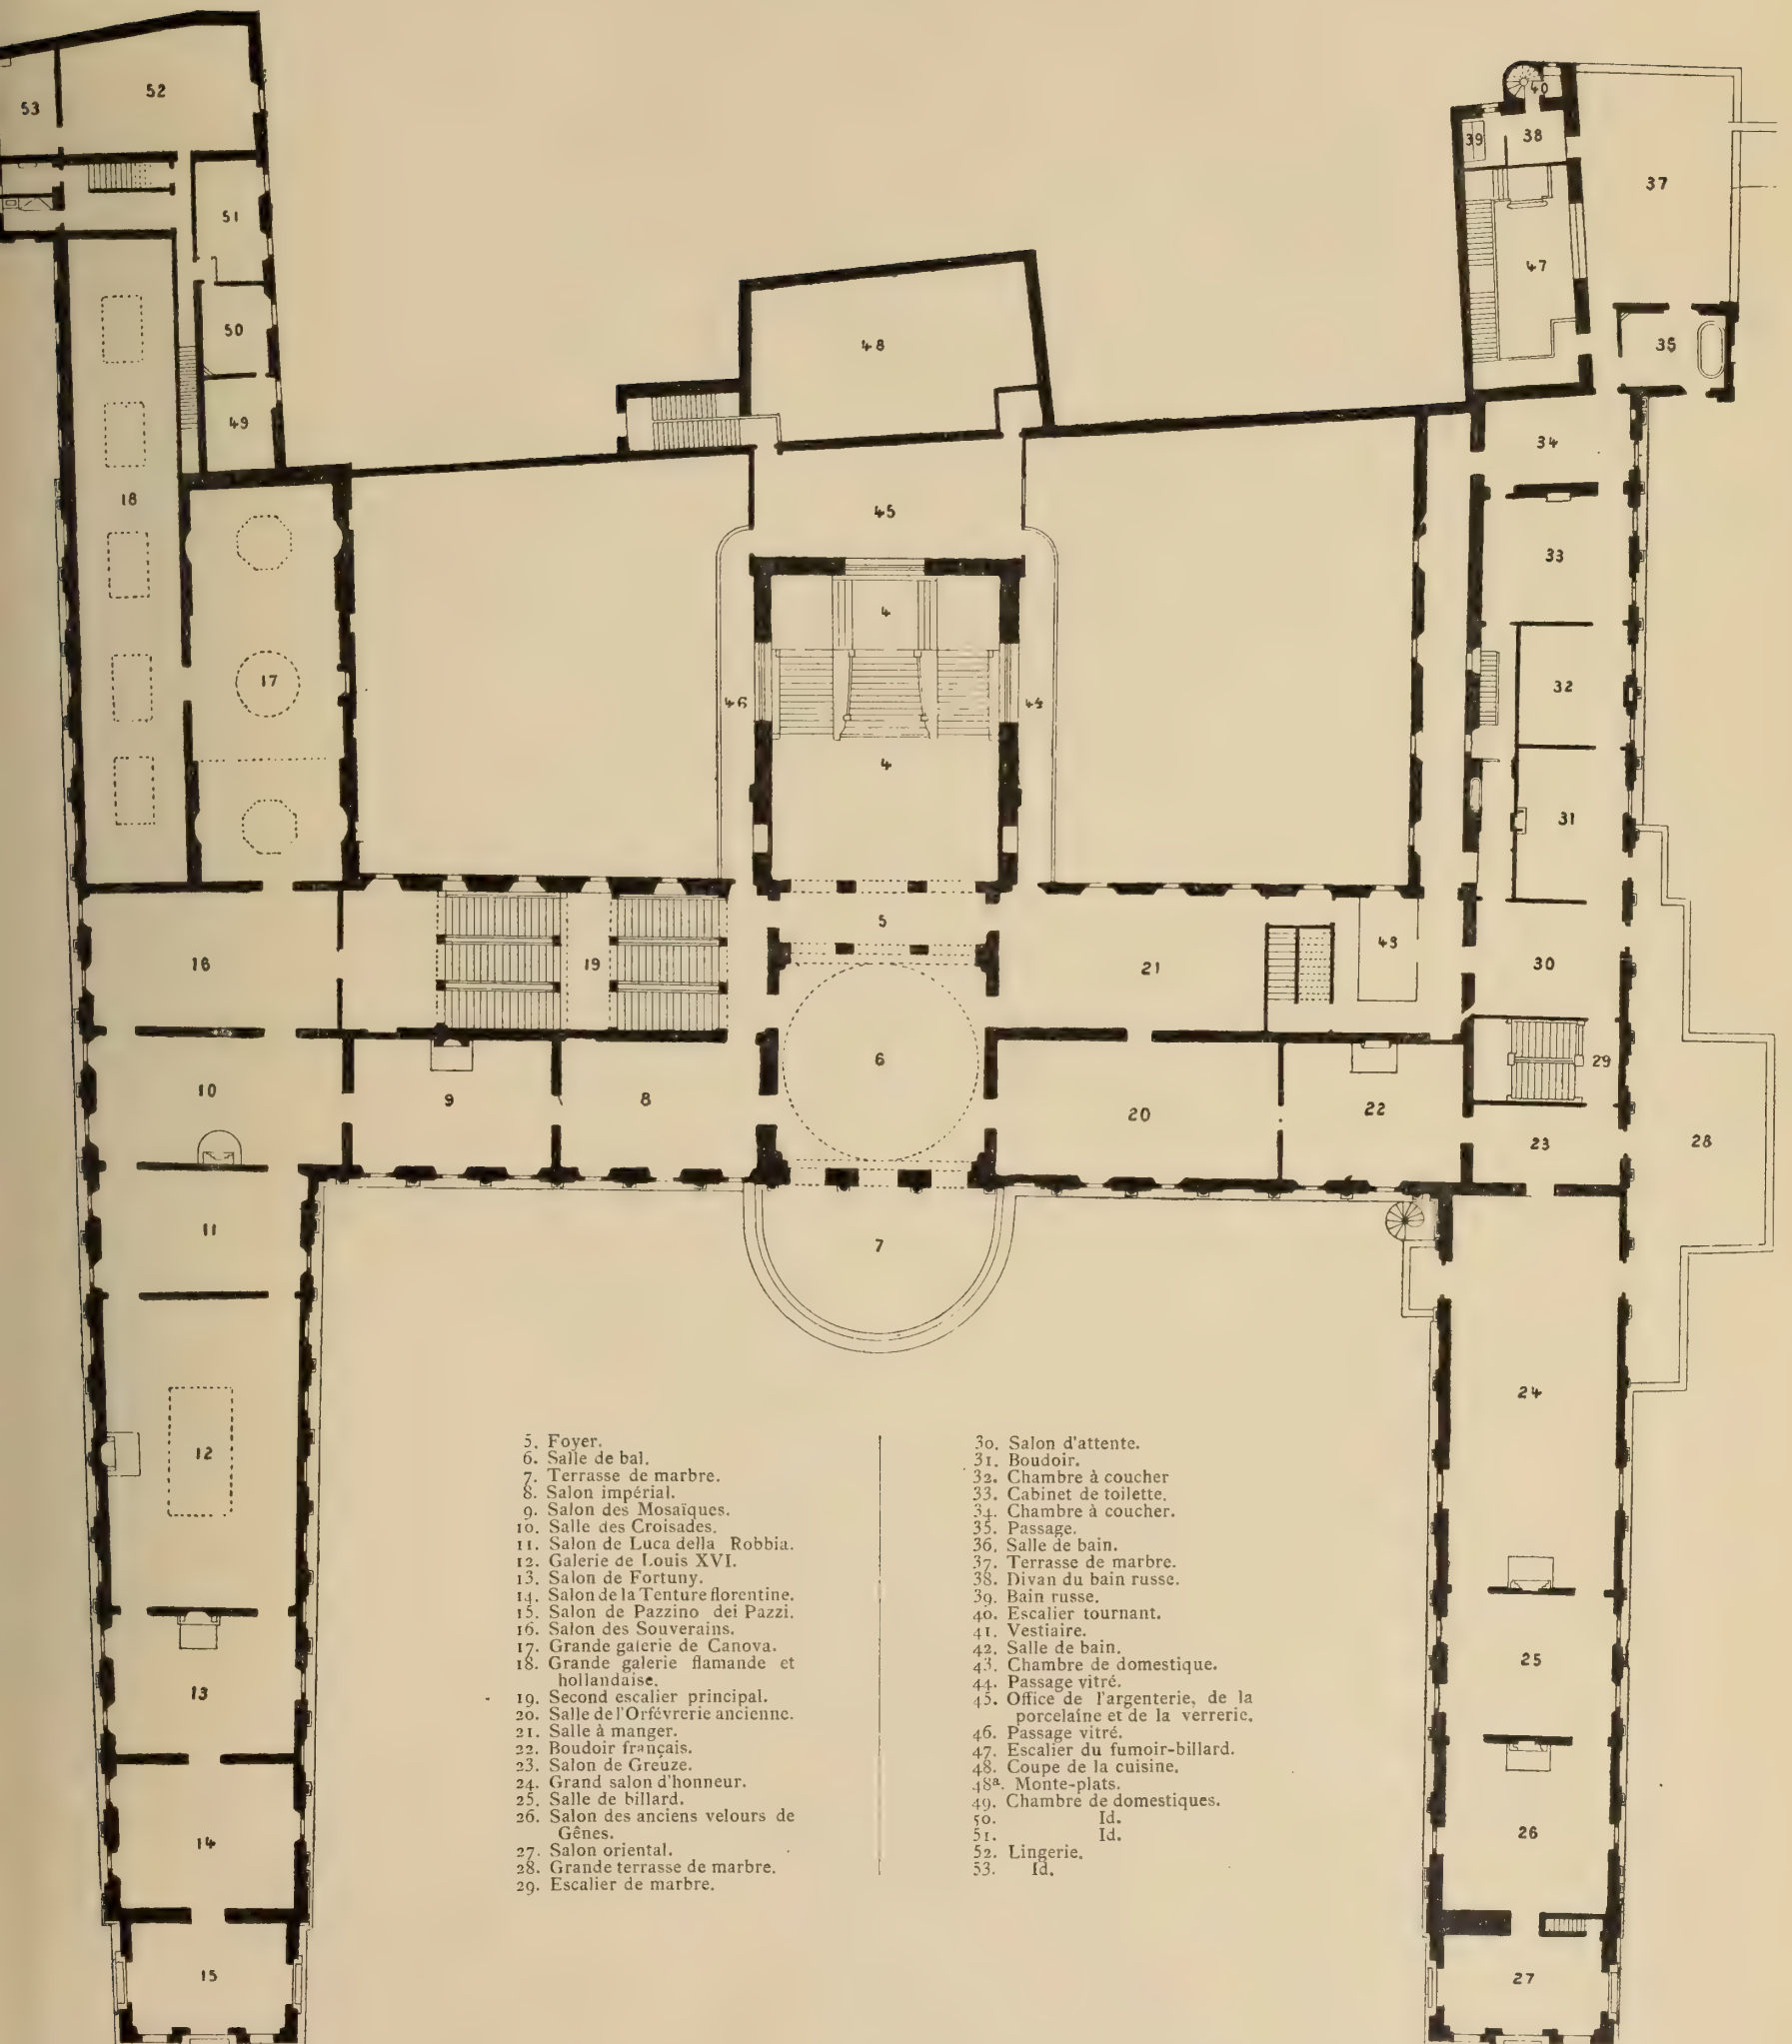 53
52
40
39
38
37
51
47
50
48
35
49
34
18
45
33
4
17
46
44
32
4
31
5
16
19
21
43
30
6
29
10
9
8
20
22
23
28
11
7
24
12
25
13
26
14
15
27
5. Foyer.
6. Salle de bal.
7. Terrasse de marbre.
8. Salon impérial.
9. Salon des Mosaïques.
10. Salle des Croisades.
11. Salon de Luca della Robbia.
12. Galerie de Louis XVI.
13. Salon de Fortuny.
14. Salon de la Tenture florentine.
15. Salon de Pazzino dei Pazzi.
16. Salon des Souverains.
17. Grande galerie de Canova.
18. Grande galerie flamande et
hollandaise.
19. Second escalier principal.
20. Salle de l'Orfévrerie ancienne.
21. Salle à manger.
22. Boudoir français.
23. Salon de Greuze.
24. Grand salon d'honneur.
25. Salle de billard.
26. Salon des anciens velours de
Gênes.
27. Salon oriental.
28. Grande terrasse de marbre.
29. Escalier de marbre.
30. Salon d'attente.
31. Boudoir.
32. Chambre à coucher
33. Cabinet de toilette.
34. Chambre à coucher.
35. Passage.
36. Salle de bain.
37. Terrasse de marbre.
38. Divan du bain russe.
39. Bain russe.
40. Escalier tournant.
41. Vestiaire.
42. Salle de bain.
43. Chambre de domestique.
44. Passage vitré.
45. Office de l'argenterie, de la
porcelaine et de la verrerie.
46. Passage vitré.
47. Escalier du fumoir-billard.
48. Coupe de la cuisine.
48ª. Monte-plats.
49. Chambre de domestiques.
50. Id.
51. Id.
52. Lingerie.
53. Id.